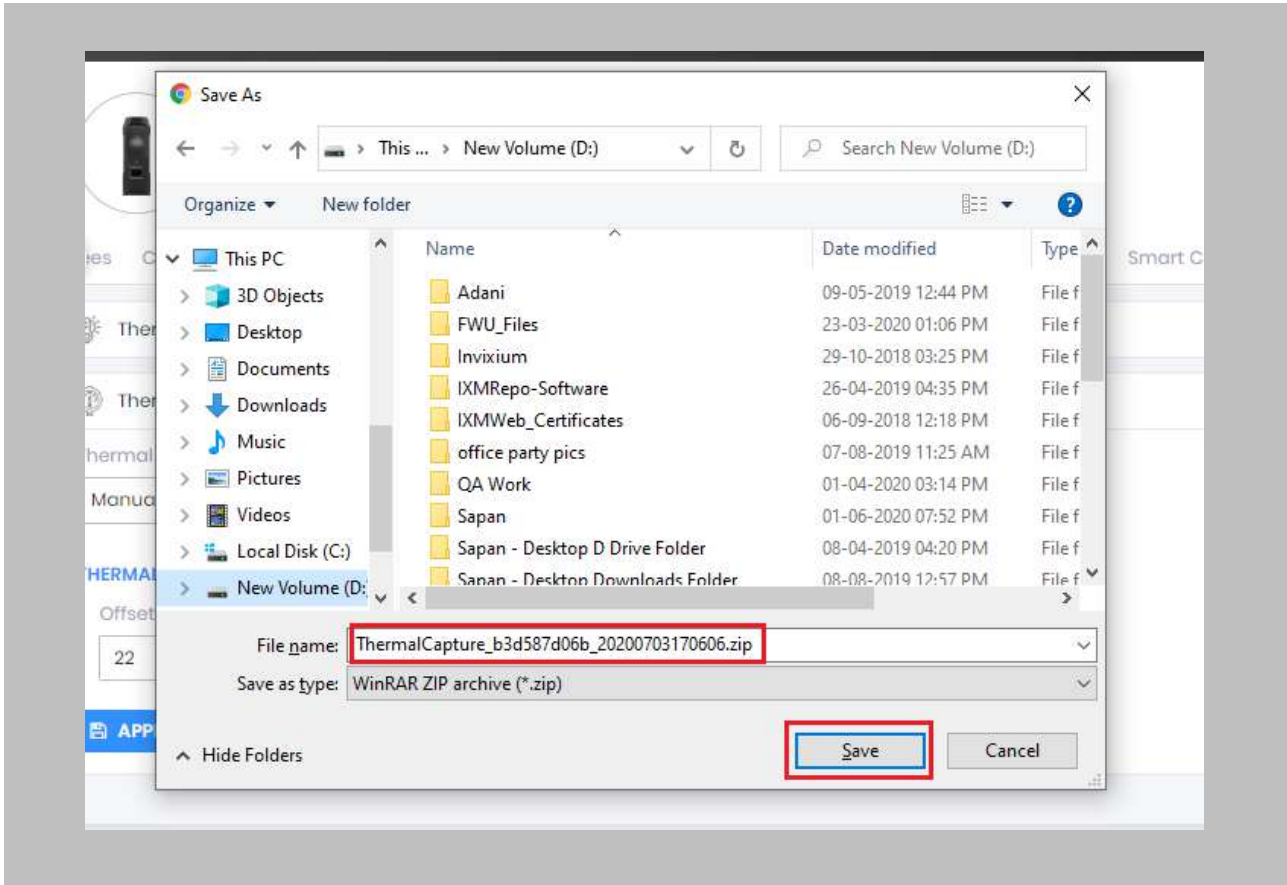 Save As
This ... > New Volume (D:)
Search New Volume (D:)
Organize
New folder
Name
Date modified
Type
This PC
3D Objects
Desktop
Documents
Downloads
Music
Pictures
Videos
Local Disk (C:)
New Volume (D:
Adani 09-05-2019 12:44 PM File f
FWU_Files 23-03-2020 01:06 PM File f
Invixium 29-10-2018 03:25 PM File f
IXMRepo-Software 26-04-2019 04:35 PM File f
IXMWeb_Certificates 06-09-2018 12:18 PM File f
office party pics 07-08-2019 11:25 AM File f
QA Work 01-04-2020 03:14 PM File f
Sapan 01-06-2020 07:52 PM File f
Sapan - Desktop D Drive Folder 08-04-2019 04:20 PM File f
Sapan - Desktop Downloads Folder 08-08-2019 12:57 PM File f
File name: ThermalCapture_b3d587d06b_20200703170606.zip
Save as type: WinRAR ZIP archive (*.zip)
Hide Folders
Save
Cancel
ees C
Ther
Ther
hermal
Manua
HERMAL
Offset
22
APP
Smart C